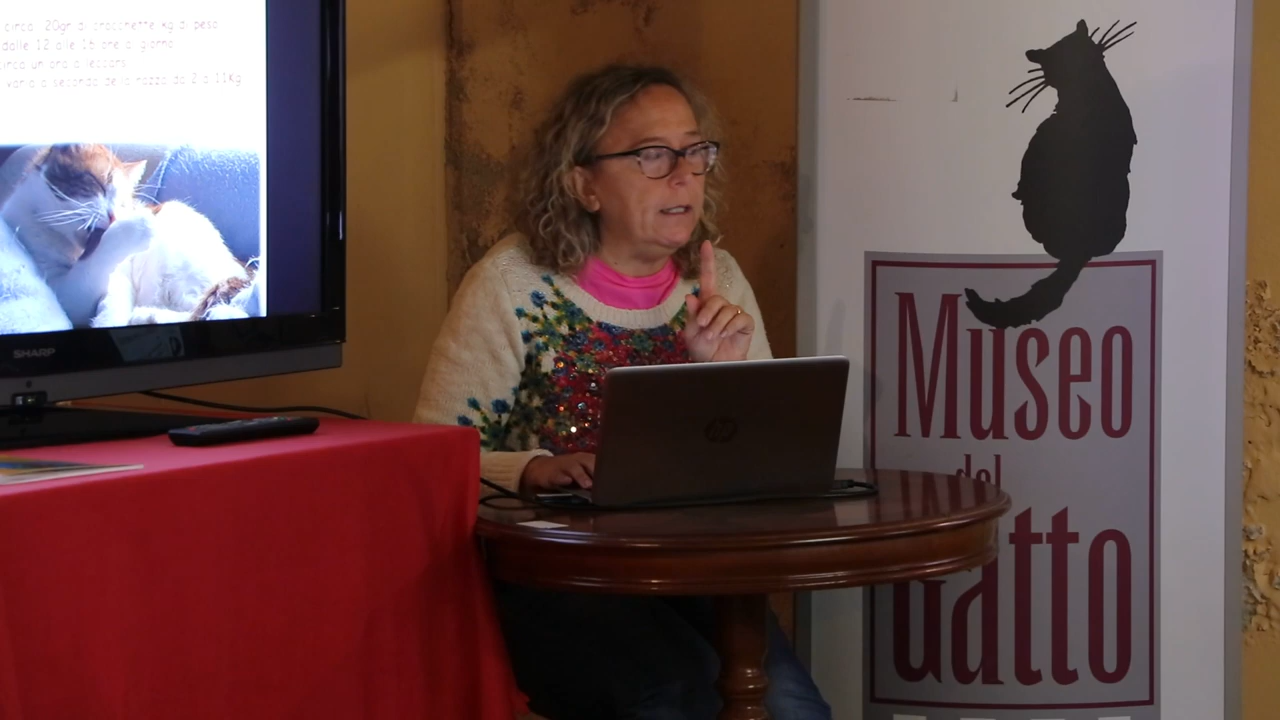 circa 20gr di crocchette kg di peso
dalle 12 alle 16 ore al giorno
circa un ora a leccarsi
varia a seconda della razza da 2 a 11Kg
SHARP
hp
Museo
del
Gatto